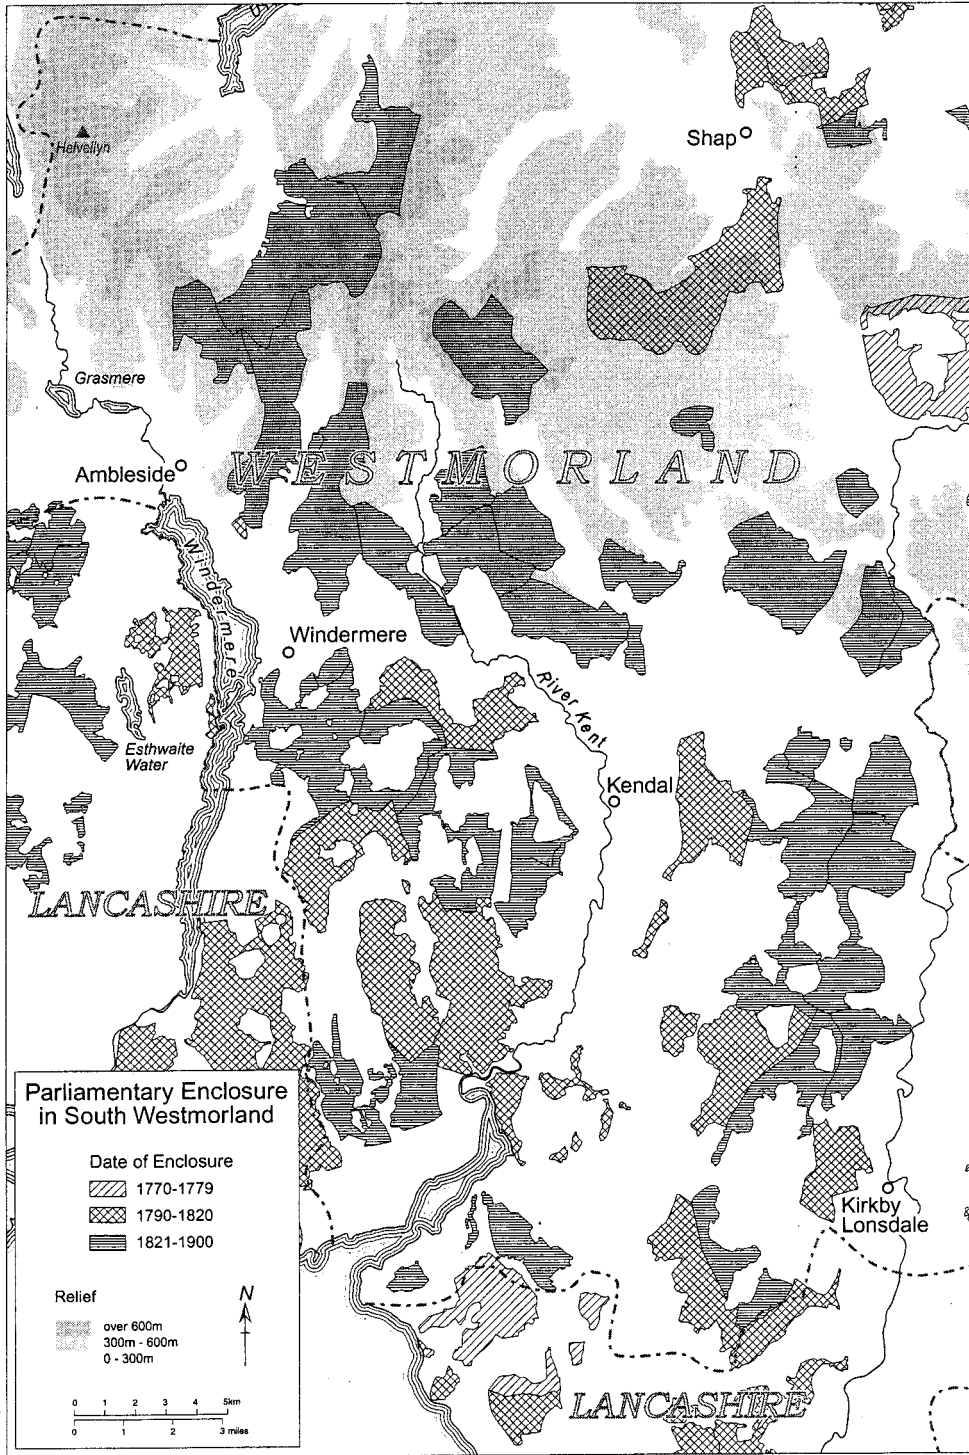 Helvellyn
Shap
Grasmere
Ambleside
WESTMORLAND
Windermere
Windermere
River Kent
Esthwaite
Water
Kendal
LANCASHIRE
Parliamentary Enclosure
in South Westmorland
Date of Enclosure
1770-1779
1790-1820
1821-1900
Relief
over 600m
300m - 600m
0 - 300m
N
0 1 2 3 4 5km
0 1 2 3 miles
Kirkby
Lonsdale
LANCASHIRE